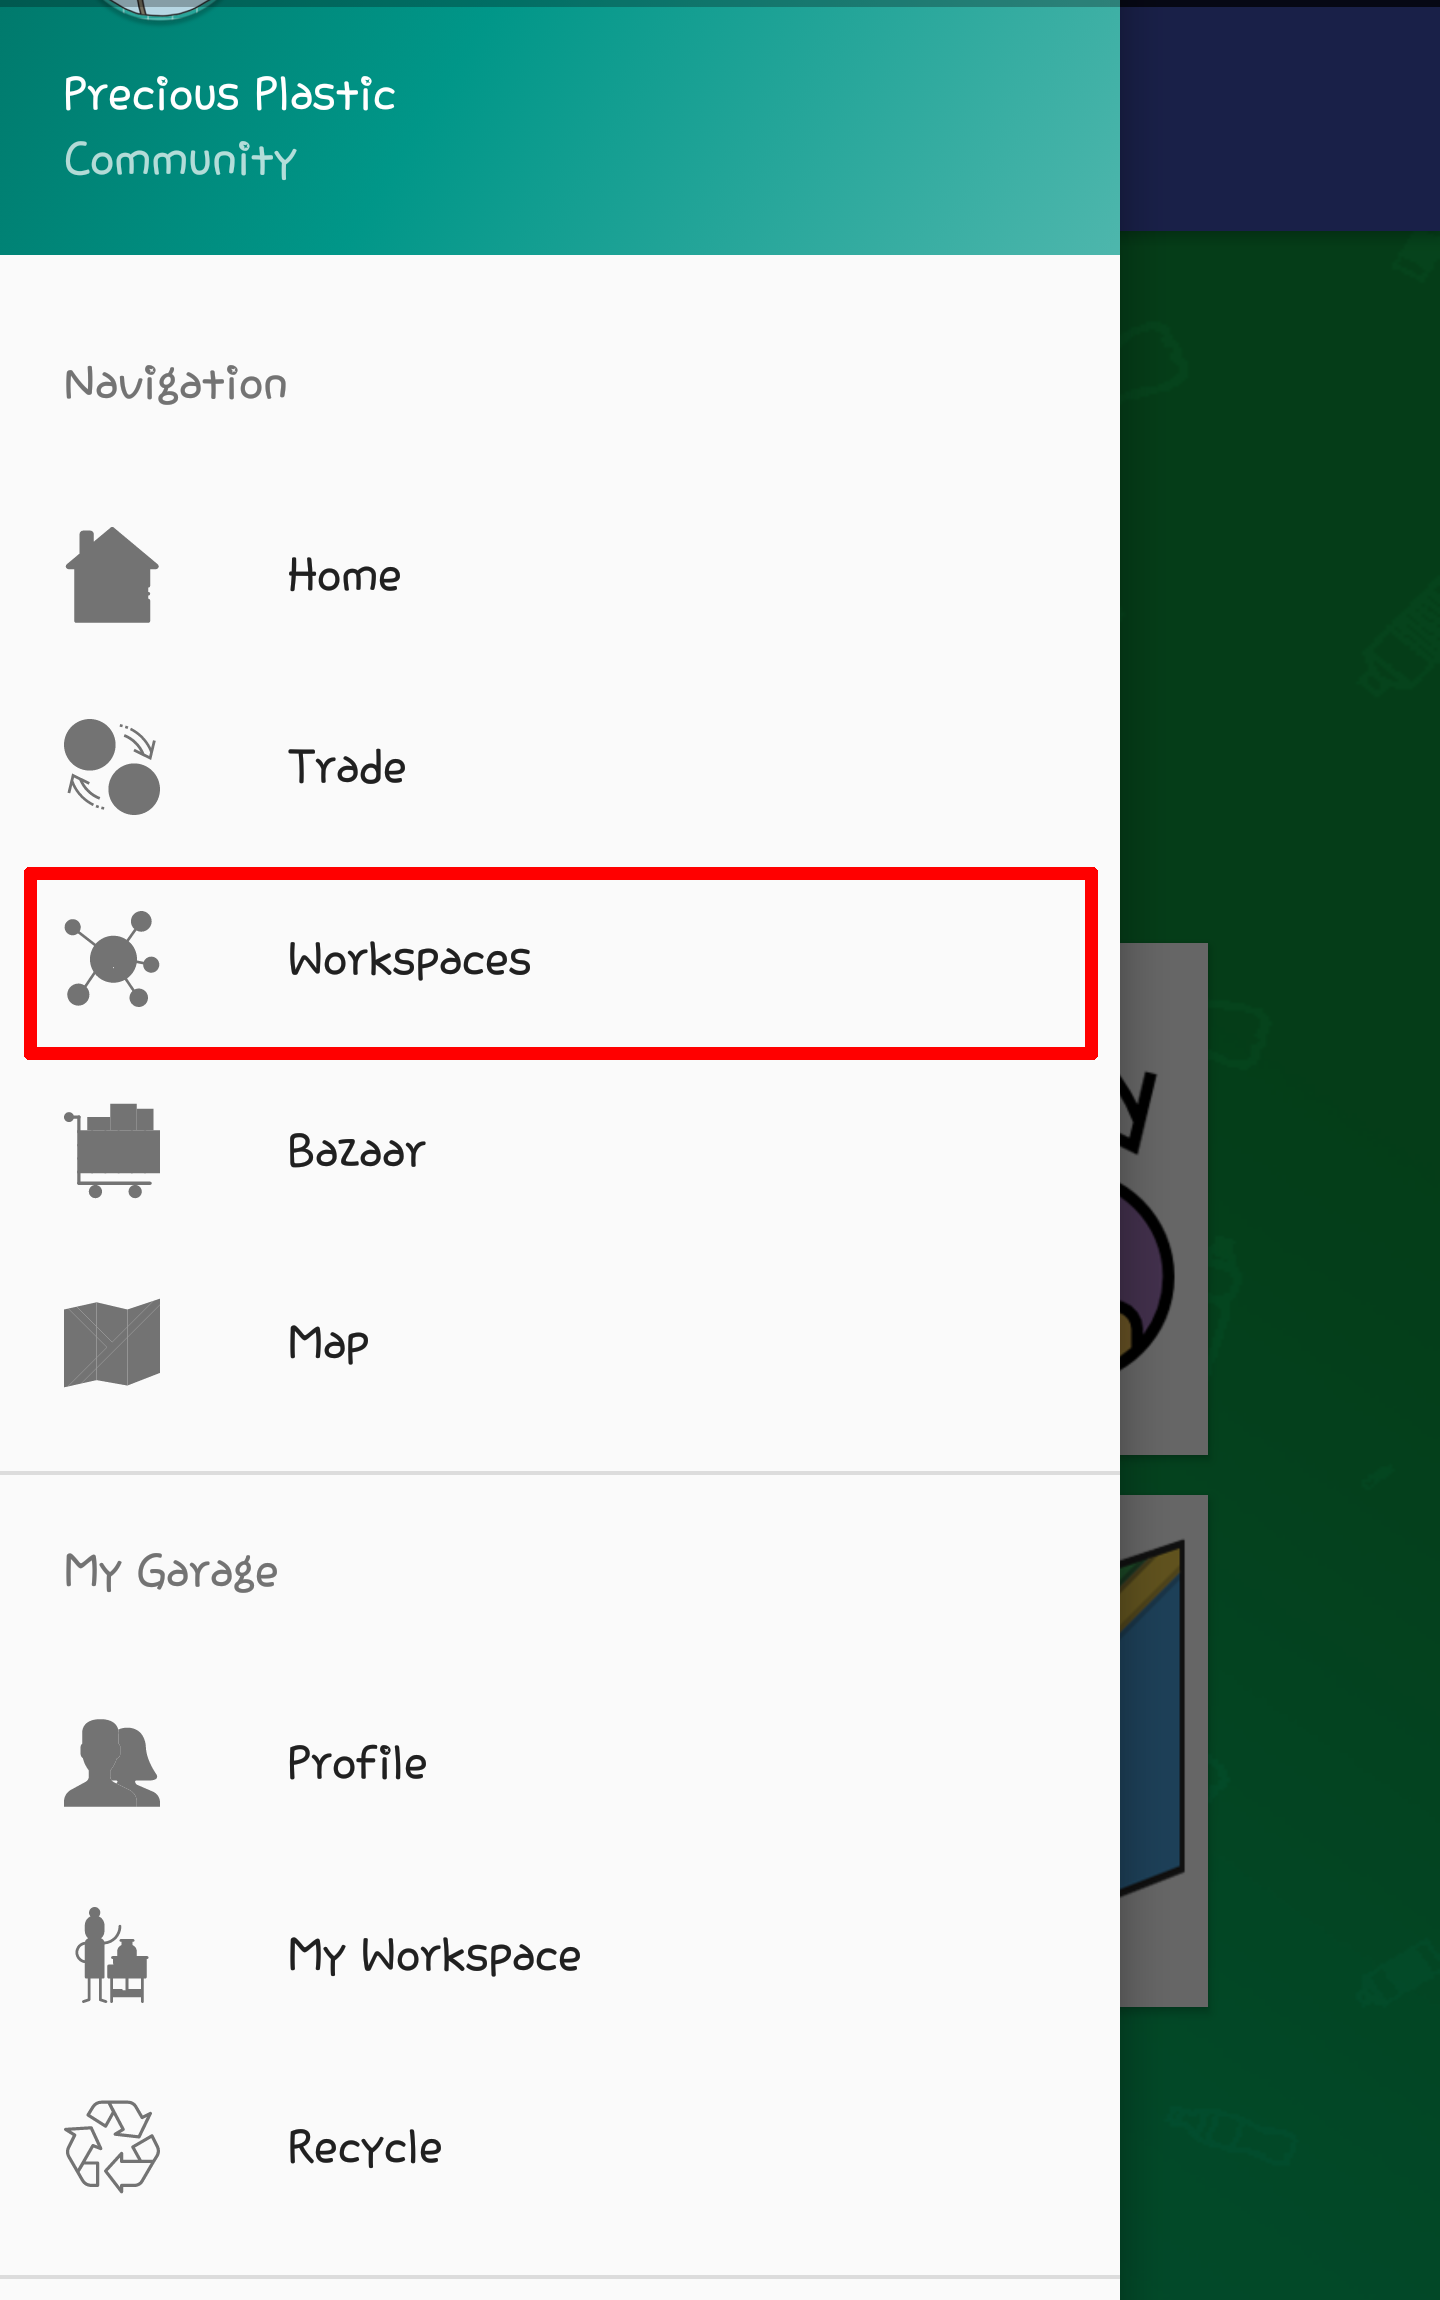 Precious Plastic
Community
Navigation
Home
Trade
Workspaces
Bazaar
Map
My Garage
Profile
My Workspace
Recycle